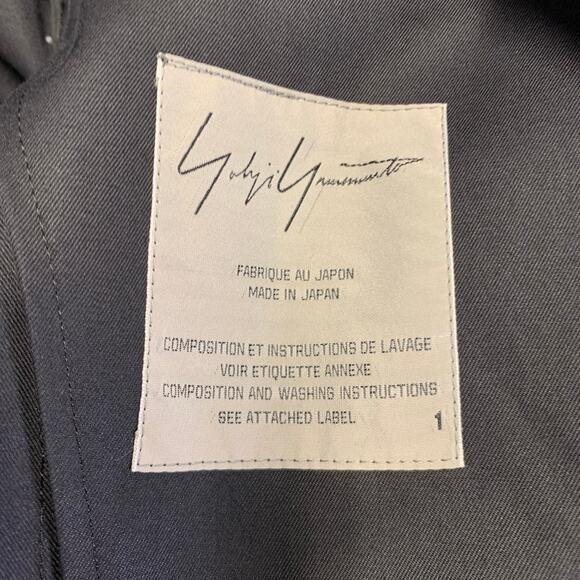 Yohji Yamamoto
FABRIQUE AU JAPON
MADE IN JAPAN
COMPOSITION ET INSTRUCTIONS DE LAVAGE
VOIR ETIQUETTE ANNEXE
COMPOSITION AND WASHING INSTRUCTIONS
SEE ATTACHED LABEL
1